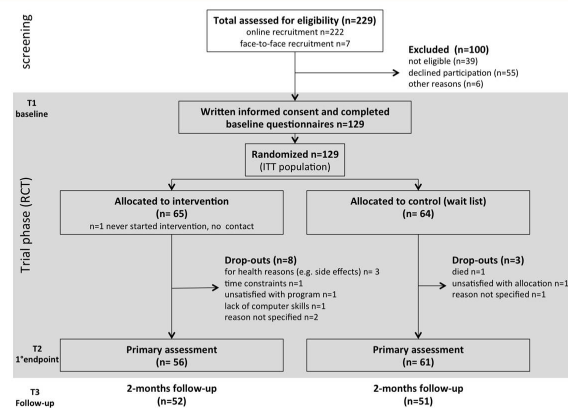 screening
Total assessed for eligibility (n=229)
online recruitment n=222
face-to-face recruitment n=7
Excluded (n=100)
not eligible (n=39)
declined participation (n=55)
other reasons (n=6)
T1
baseline
Written informed consent and completed
baseline questionnaires n=129
Randomized n=129
(ITT population)
Trial phase (RCT)
Allocated to intervention
(n= 65)
n=1 never started intervention, no contact
Allocated to control (wait list)
(n= 64)
Drop-outs (n=8)
for health reasons (e.g. side effects) n= 3
time constraints n=1
unsatisfied with program n=1
lack of computer skills n=1
reason not specified n=2
Drop-outs (n=3)
died n=1
unsatisfied with allocation n=1
reason not specified n=1
T2
1°endpoint
Primary assessment
(n= 56)
Primary assessment
(n= 61)
T3
Follow-up
2-months follow-up
(n=52)
2-months follow-up
(n=51)